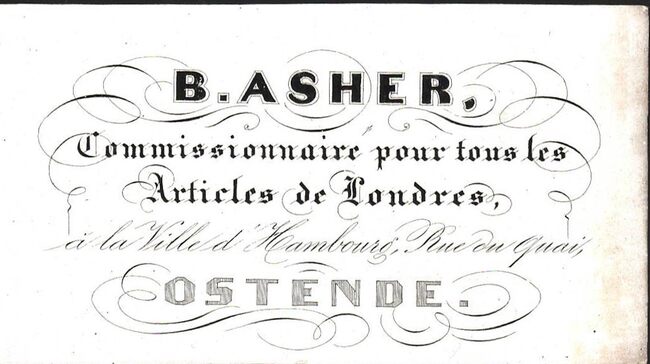 B. ASHER,
Commissionnaire pour tous les
Articles de Londres,
à la Ville d'Hambourg, Rue du Quai,
OSTENDE.